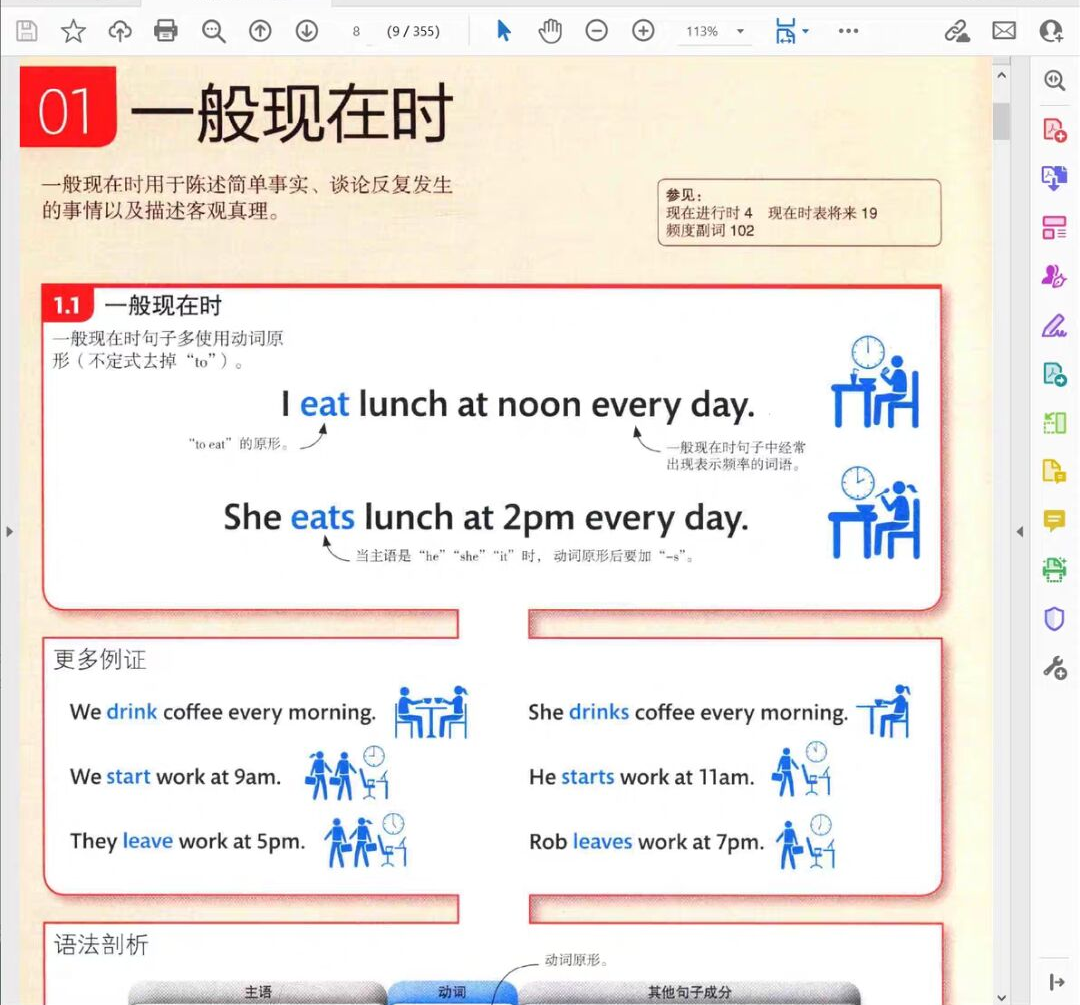 8 (9 / 355) 113%
01 一般现在时
一般现在时用于陈述简单事实、谈论反复发生
的事情以及描述客观真理。
参见：
现在进行时 4 现在时表将来 19
频度副词 102
1.1 一般现在时
一般现在时句子多使用动词原
形（不定式去掉“to”）。
I eat lunch at noon every day.
“to eat”的原形。
一般现在时句子中经常
出现表示频率的词语。
She eats lunch at 2pm every day.
当主语是“he”“she”“it”时，动词原形后要加“-s”。
更多例证
We drink coffee every morning.
She drinks coffee every morning.
We start work at 9am.
He starts work at 11am.
They leave work at 5pm.
Rob leaves work at 7pm.
语法剖析
动词原形。
主语 动词 其他句子成分